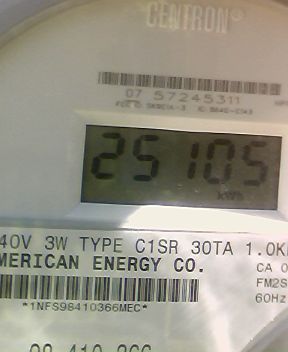 CENTRON®
07 57245311
25105
kWh
40V 3W TYPE C1SR 30TA 1.0K
MERICAN ENERGY CO.
CA 0
FM2S
60Hz
*1NFS98410366MEC*